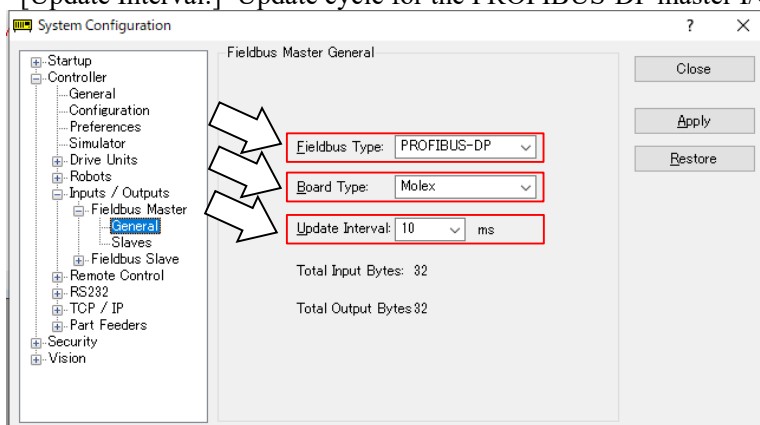 [Update Interval:] Update cycle for the PROFIBUS-DP master I/O
System Configuration ? ×
Startup
Controller
General
Configuration
Preferences
Simulator
Drive Units
Robots
Inputs / Outputs
Fieldbus Master
General
Slaves
Fieldbus Slave
Remote Control
RS232
TCP / IP
Part Feeders
Security
Vision
Fieldbus Master General
Fieldbus Type: PROFIBUS-DP
Board Type: Molex
Update Interval: 10 ms
Total Input Bytes: 32
Total Output Bytes 32
Close
Apply
Restore